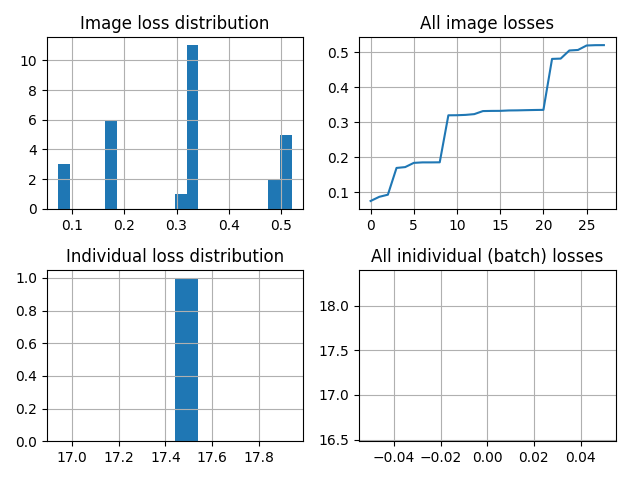 Image loss distribution
10
8
6
4
2
0
0.1 0.2 0.3 0.4 0.5
All image losses
0.5
0.4
0.3
0.2
0.1
0 5 10 15 20 25
Individual loss distribution
1.0
0.8
0.6
0.4
0.2
0.0
17.0 17.2 17.4 17.6 17.8
All inidividual (batch) losses
18.0
17.5
17.0
16.5
−0.04 −0.02 0.00 0.02 0.04